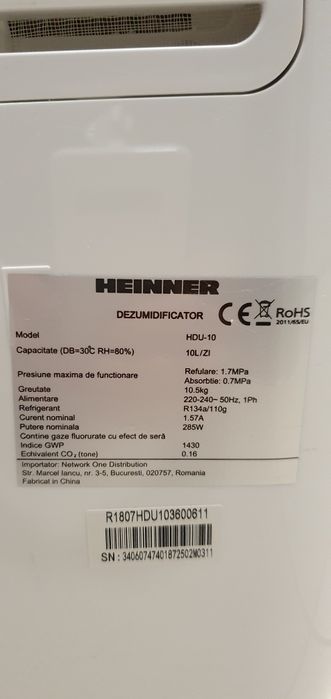 HEINNER
DEZUMIDIFICATOR CE RoHS
2011/65/EU
Model HDU-10
Capacitate (DB=30℃ RH=80%) 10L/ZI
Presiune maxima de functionare Refulare: 1.7MPa
Absorbtie: 0.7MPa
Greutate 10.5kg
Alimentare 220-240~ 50Hz, 1Ph
Refrigerant R134a/110g
Curent nominal 1.57A
Putere nominala 285W
Contine gaze fluorurate cu efect de seră
Indice GWP 1430
Echivalent CO₂ (tone) 0.16
Importator: Network One Distribution
Str. Marcel Iancu, nr. 3-5, Bucuresti, 020757, Romania
Fabricat in China
R1807HDU103600611
SN : 34060747401872502M0311